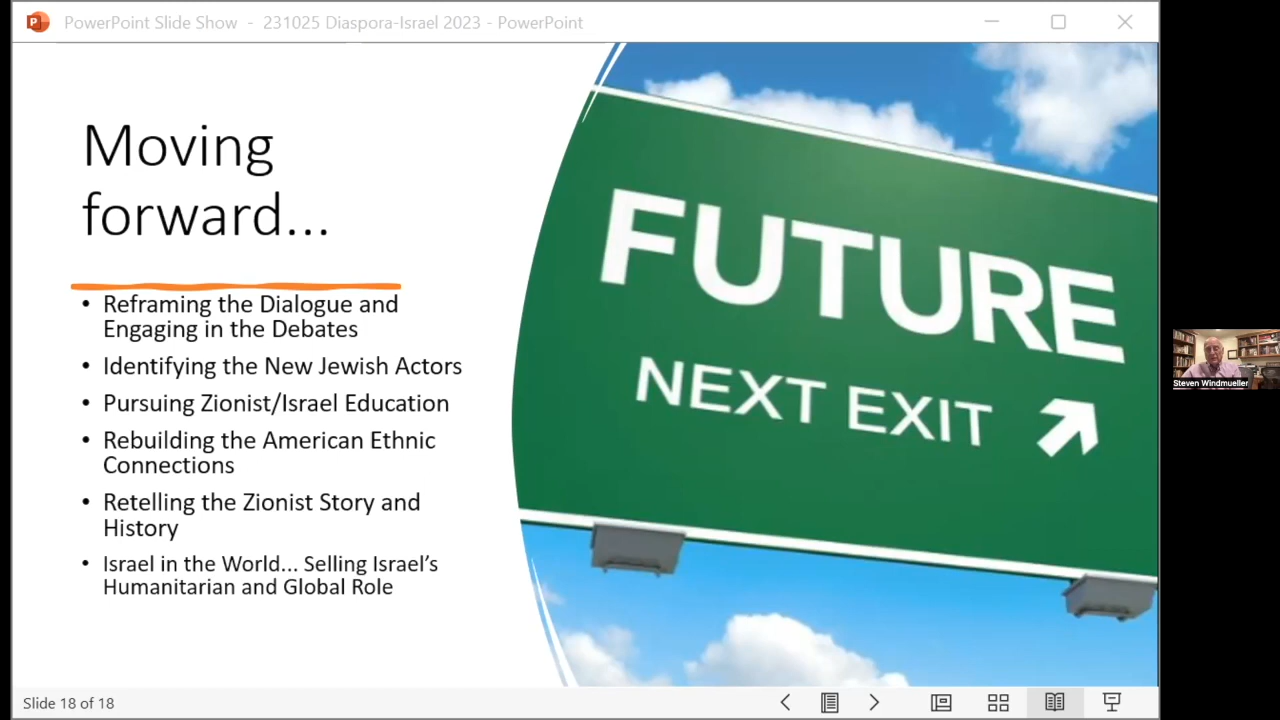 PowerPoint Slide Show - 231025 Diaspora-Israel 2023 - PowerPoint
Moving
forward...
• Reframing the Dialogue and
Engaging in the Debates
• Identifying the New Jewish Actors
• Pursuing Zionist/Israel Education
• Rebuilding the American Ethnic
Connections
• Retelling the Zionist Story and
History
• Israel in the World... Selling Israel's
Humanitarian and Global Role
FUTURE
NEXT EXIT
Steven Windmueller
Slide 18 of 18